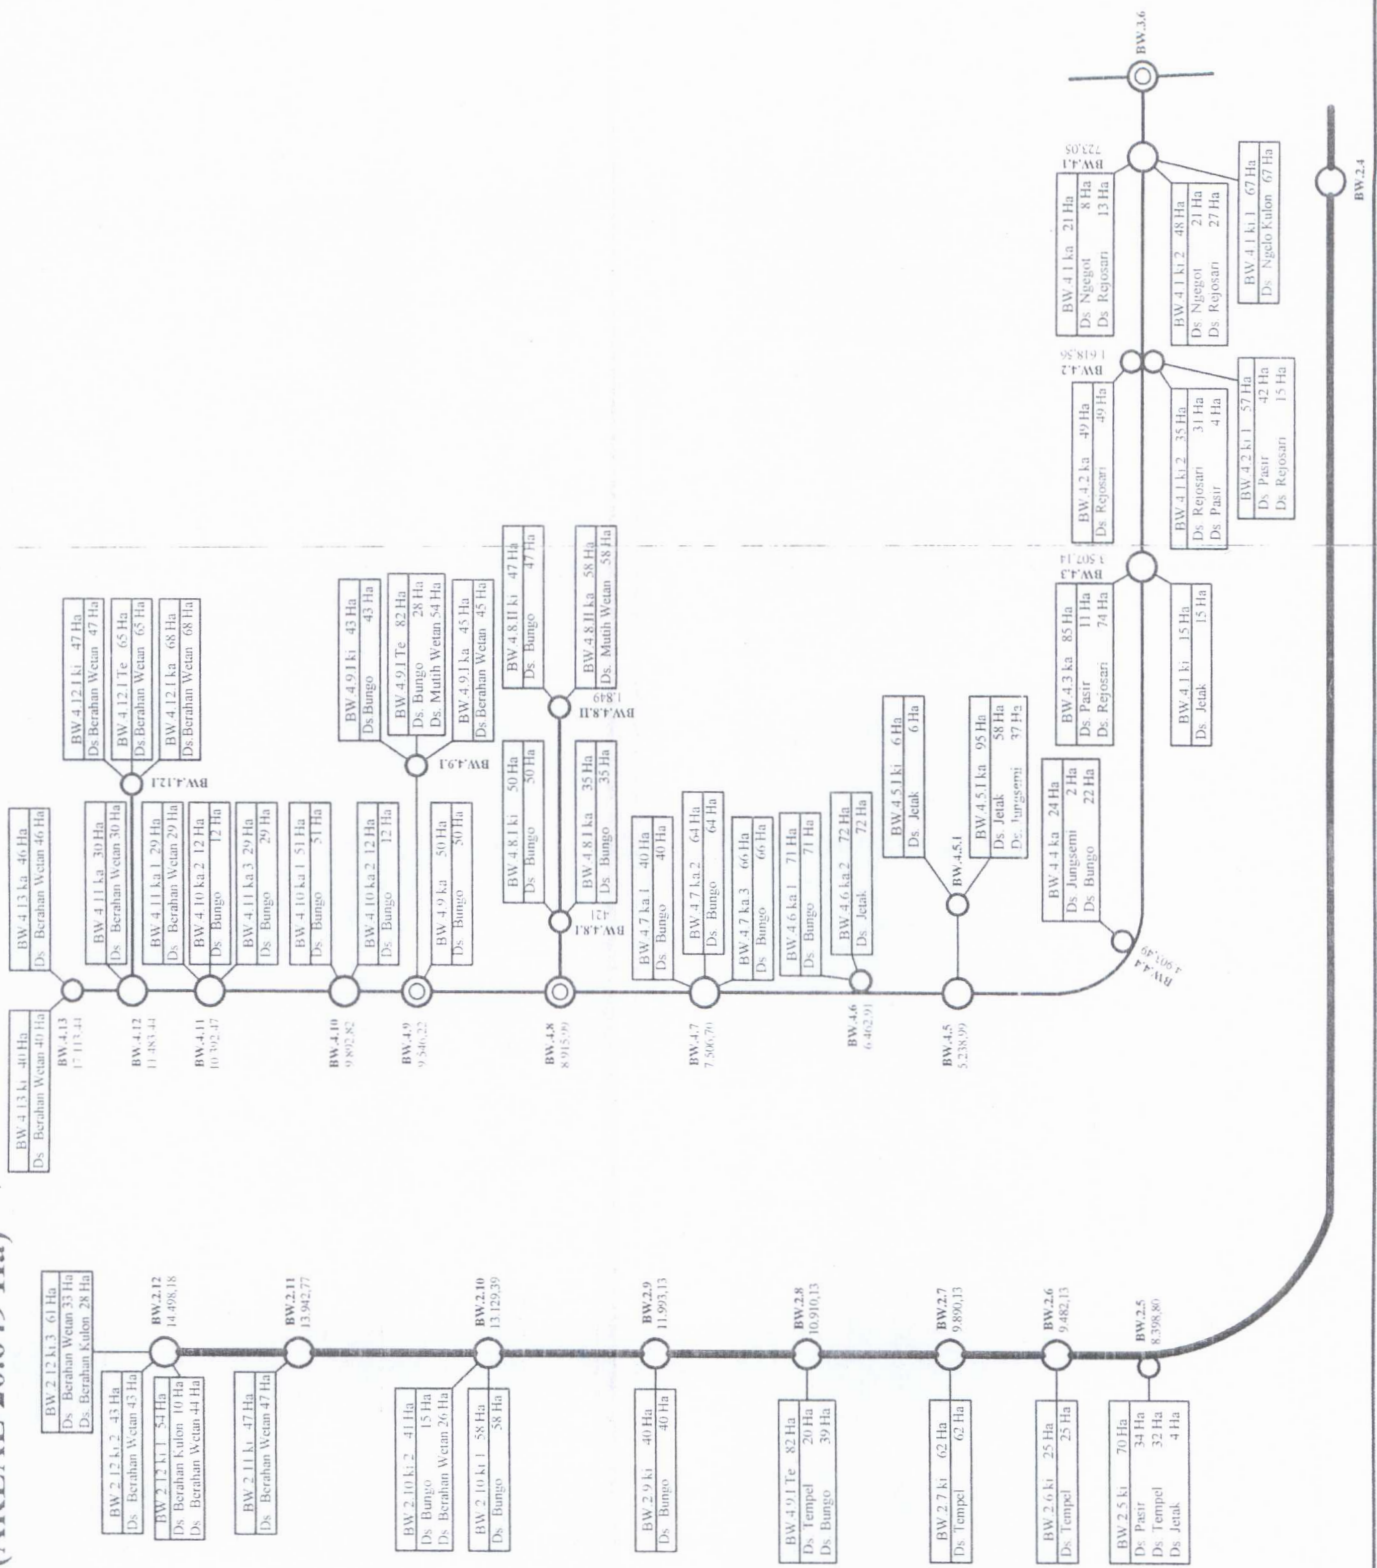 BW 4 13 ki 40 Ha
Ds. Berahan Wetan 40 Ha
BW 4 13 ka 46 Ha
Ds. Berahan Wetan 46 Ha
BW.4.13
17.113,44
BW 4.12 1 ki 47 Ha
Ds Berahan Wetan 47 Ha
BW 4.12.1 Te 65 Ha
Ds Berahan Wetan 65 Ha
BW 4.12 1 ka 68 Ha
Ds.Berahan Wetan 68 Ha
BW.4.12.1
BW 4.11 ka 30 Ha
Ds Berahan Wetan 30 Ha
BW.4.12
11.483,44
BW 4.11 ka 1 29 Ha
Ds Berahan Wetan 29 Ha
BW 4 10 ka 2 12 Ha
Ds Bungo 12 Ha
BW 4.11 ka 3 29 Ha
Ds Bungo 29 Ha
BW.4.11
10.392,47
BW 4 10 ka 1 51 Ha
Ds Bungo 51 Ha
BW 4.10 ka 2 12 Ha
Ds Bungo 12 Ha
BW.4.10
9.892,82
BW 4.9.1 ki 43 Ha
Ds Bungo 43 Ha
BW 4.9.1 Te 82 Ha
Ds. Bungo 28 Ha
Ds. Mutih Wetan 54 Ha
BW 4.9.1 ka 45 Ha
Ds Berahan Wetan 45 Ha
BW.4.9.1
BW 4.9 ka 50 Ha
Ds Bungo 50 Ha
BW.4.9
9.546,22
BW 4.8 II ki 47 Ha
Ds. Bungo 47 Ha
BW 4.8 II ka 58 Ha
Ds. Mutih Wetan 58 Ha
BW.4.8.II
1.849
BW 4.8 I ki 50 Ha
Ds Bungo 50 Ha
BW 4.8 I ka 35 Ha
Ds Bungo 35 Ha
BW.4.8.I
421
BW.4.8
8.915,99
BW 4.7 ka 1 40 Ha
Ds Bungo 40 Ha
BW 4.7 ka 2 64 Ha
Ds. Bungo 64 Ha
BW 4.7 ka 3 66 Ha
Ds Bungo 66 Ha
BW.4.7
7.506,70
BW 4.6 ka 1 71 Ha
Ds Bungo 71 Ha
BW 4.6 ka 2 72 Ha
Ds Jetak 72 Ha
BW.4.6
6.462,91
BW 4.5.1 ki 6 Ha
Ds. Jetak 6 Ha
BW 4.5.1 ka 95 Ha
Ds. Jetak 58 Ha
Ds. Jungsemi 37 Ha
BW.4.5.1
BW.4.5
5.238,99
BW 4.4 ka 24 Ha
Ds Jungsemi 2 Ha
Ds Bungo 22 Ha
BW.4.4
BW 4.3 ka 85 Ha
Ds. Pasir 11 Ha
Ds Rejosari 74 Ha
BW 4.1 ki 15 Ha
Ds. Jetak 15 Ha
BW.4.3
3.507,14
BW 4.2 ka 49 Ha
Ds Rejosari 49 Ha
BW 4.1 ki 2 35 Ha
Ds Rejosari 31 Ha
Ds Pasir 4 Ha
BW 4.2 ki 1 57 Ha
Ds Pasir 42 Ha
Ds Rejosari 15 Ha
BW.4.2
1.618,56
BW 4.1 ka 21 Ha
Ds Ngegot 8 Ha
Ds Rejosari 13 Ha
BW 4.1 ki 2 48 Ha
Ds Ngegot 21 Ha
Ds Rejosari 27 Ha
BW 4.1 ki 1 67 Ha
Ds Ngelo Kulon 67 Ha
BW.4.1
723,05
BW.3.6
BW.2.4
BW 2 12 ki.3 61 Ha
Ds Berahan Wetan 33 Ha
Ds. Berahan Kulon 28 Ha
BW 2 12 ki.2 43 Ha
Ds Berahan Wetan 43 Ha
BW 2 12 ki 1 54 Ha
Ds Berahan Kulon 10 Ha
Ds Berahan Wetan 44 Ha
BW.2.12
14.498,18
BW 2 11 ki 47 Ha
Ds Berahan Wetan 47 Ha
BW.2.11
13.942,77
BW 2 10 ki 2 41 Ha
Ds Bungo 15 Ha
Ds Berahan Wetan 26 Ha
BW 2 10 ki 1 58 Ha
Ds Bungo 58 Ha
BW.2.10
13.129,39
BW 2 9 ki 40 Ha
Ds Bungo 40 Ha
BW.2.9
11.993,13
BW 4.9.1 Te 82 Ha
Ds Tempel 20 Ha
Ds Bungo 39 Ha
BW.2.8
10.910,13
BW 2 7 ki 62 Ha
Ds Tempel 62 Ha
BW.2.7
9.890,13
BW 2 6 ki 25 Ha
Ds Tempel 25 Ha
BW.2.6
9.482,13
BW 2 5 ki 70 Ha
Ds Pasir 34 Ha
Ds Tempel 32 Ha
Ds Jetak 4 Ha
BW.2.5
8.398,80